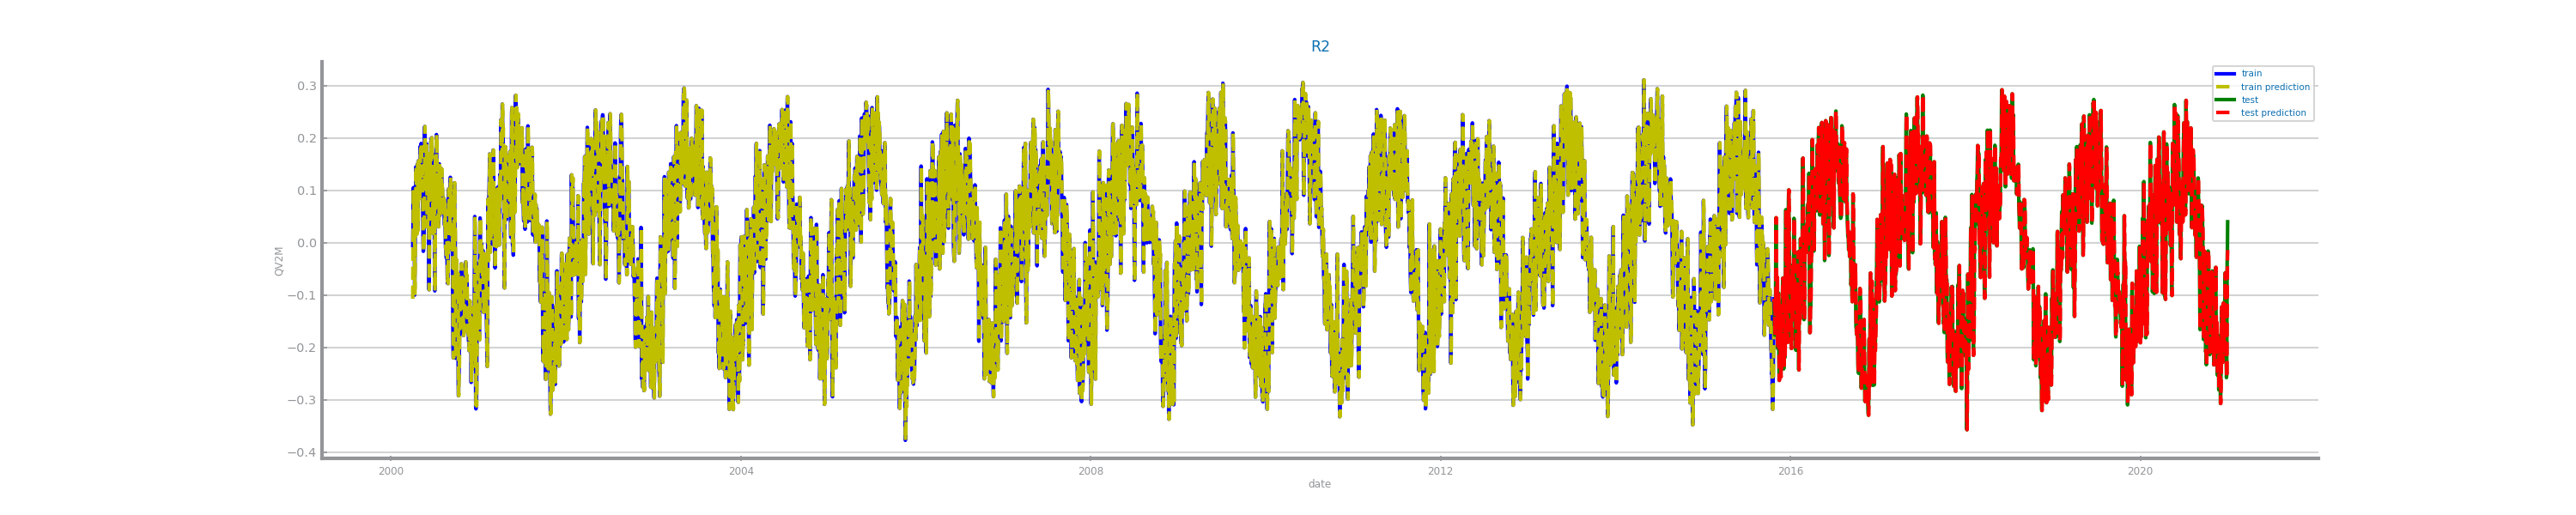 R2
train
train prediction
test
test prediction
0.3
0.2
0.1
0.0
−0.1
−0.2
−0.3
−0.4
QV2M
2000 2004 2008 2012 2016 2020
date